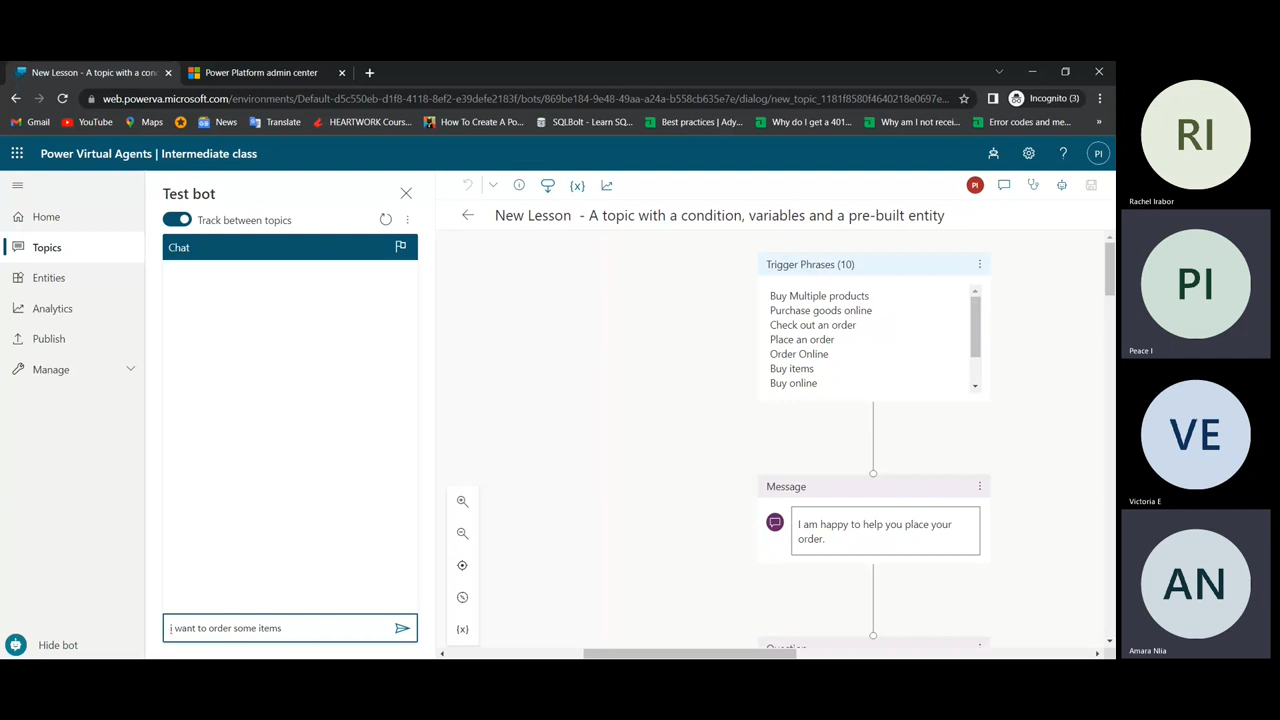 New Lesson - A topic with a con
Power Platform admin center
web.powerva.microsoft.com/environments/Default-d5c550eb-d1f8-4118-8ef2-e39defe2183f/bots/869be184-9e48-49aa-a24a-b558cb635e7e/dialog/new_topic_1181f8580f4640218e0697e...
Incognito (3)
Gmail
YouTube
Maps
News
Translate
HEARTWORK Cours...
How To Create A Po...
SQLBolt - Learn SQ...
Best practices | Ady...
Why do I get a 401...
Why am I not recei...
Error codes and me...
»
Power Virtual Agents | Intermediate class
?
PI
Home
Topics
Entities
Analytics
Publish
Manage
Hide bot
Test bot
Track between topics
Chat
i want to order some items
{x}
PI
New Lesson - A topic with a condition, variables and a pre-built entity
Trigger Phrases (10)
Buy Multiple products
Purchase goods online
Check out an order
Place an order
Order Online
Buy items
Buy online
Message
I am happy to help you place your
order.
Question
{x}
RI
Rachel Irabor
PI
Peace I
VE
Victoria E
AN
Amara Nlia